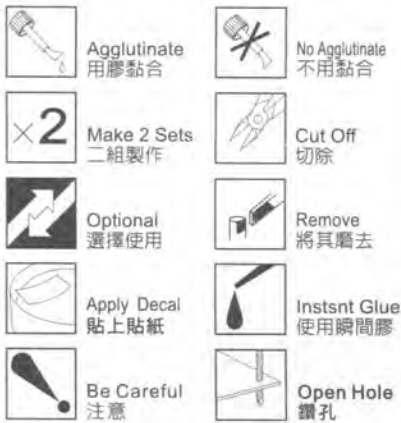 Agglutinate
用膠黏合
No Agglutinate
不用黏合
×2
Make 2 Sets
二組製作
Cut Off
切除
Optional
選擇使用
Remove
將其磨去
Apply Decal
貼上貼紙
Instsnt Glue
使用瞬間膠
Be Careful
注意
Open Hole
鑽孔